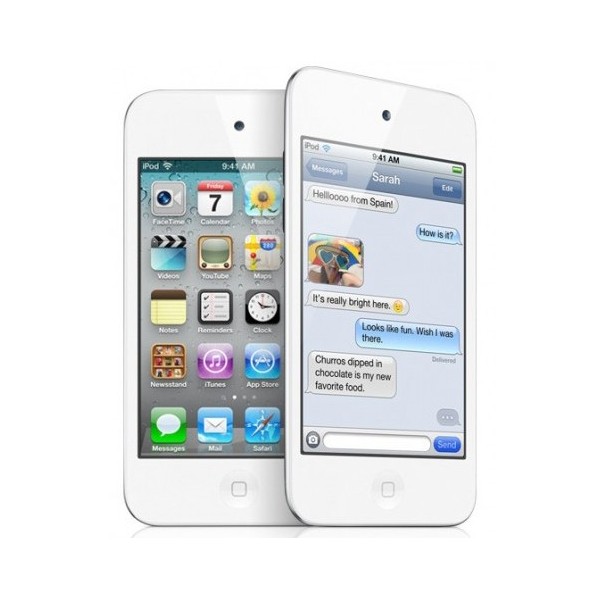 iPod
9:41 AM
Friday
7
FaceTime
Calendar
Photos
280
Videos
YouTube
Maps
Notes
Reminders
Clock
Newsstand
iTunes
App Store
Messages
Mail
Safari
iPod
9:41 AM
Messages
Sarah
Edit
Hellloooo from Spain!
How is it?
It's really bright here.
Looks like fun. Wish I was
there.
Delivered
Churros dipped in
chocolate is my new
favorite food.
Send